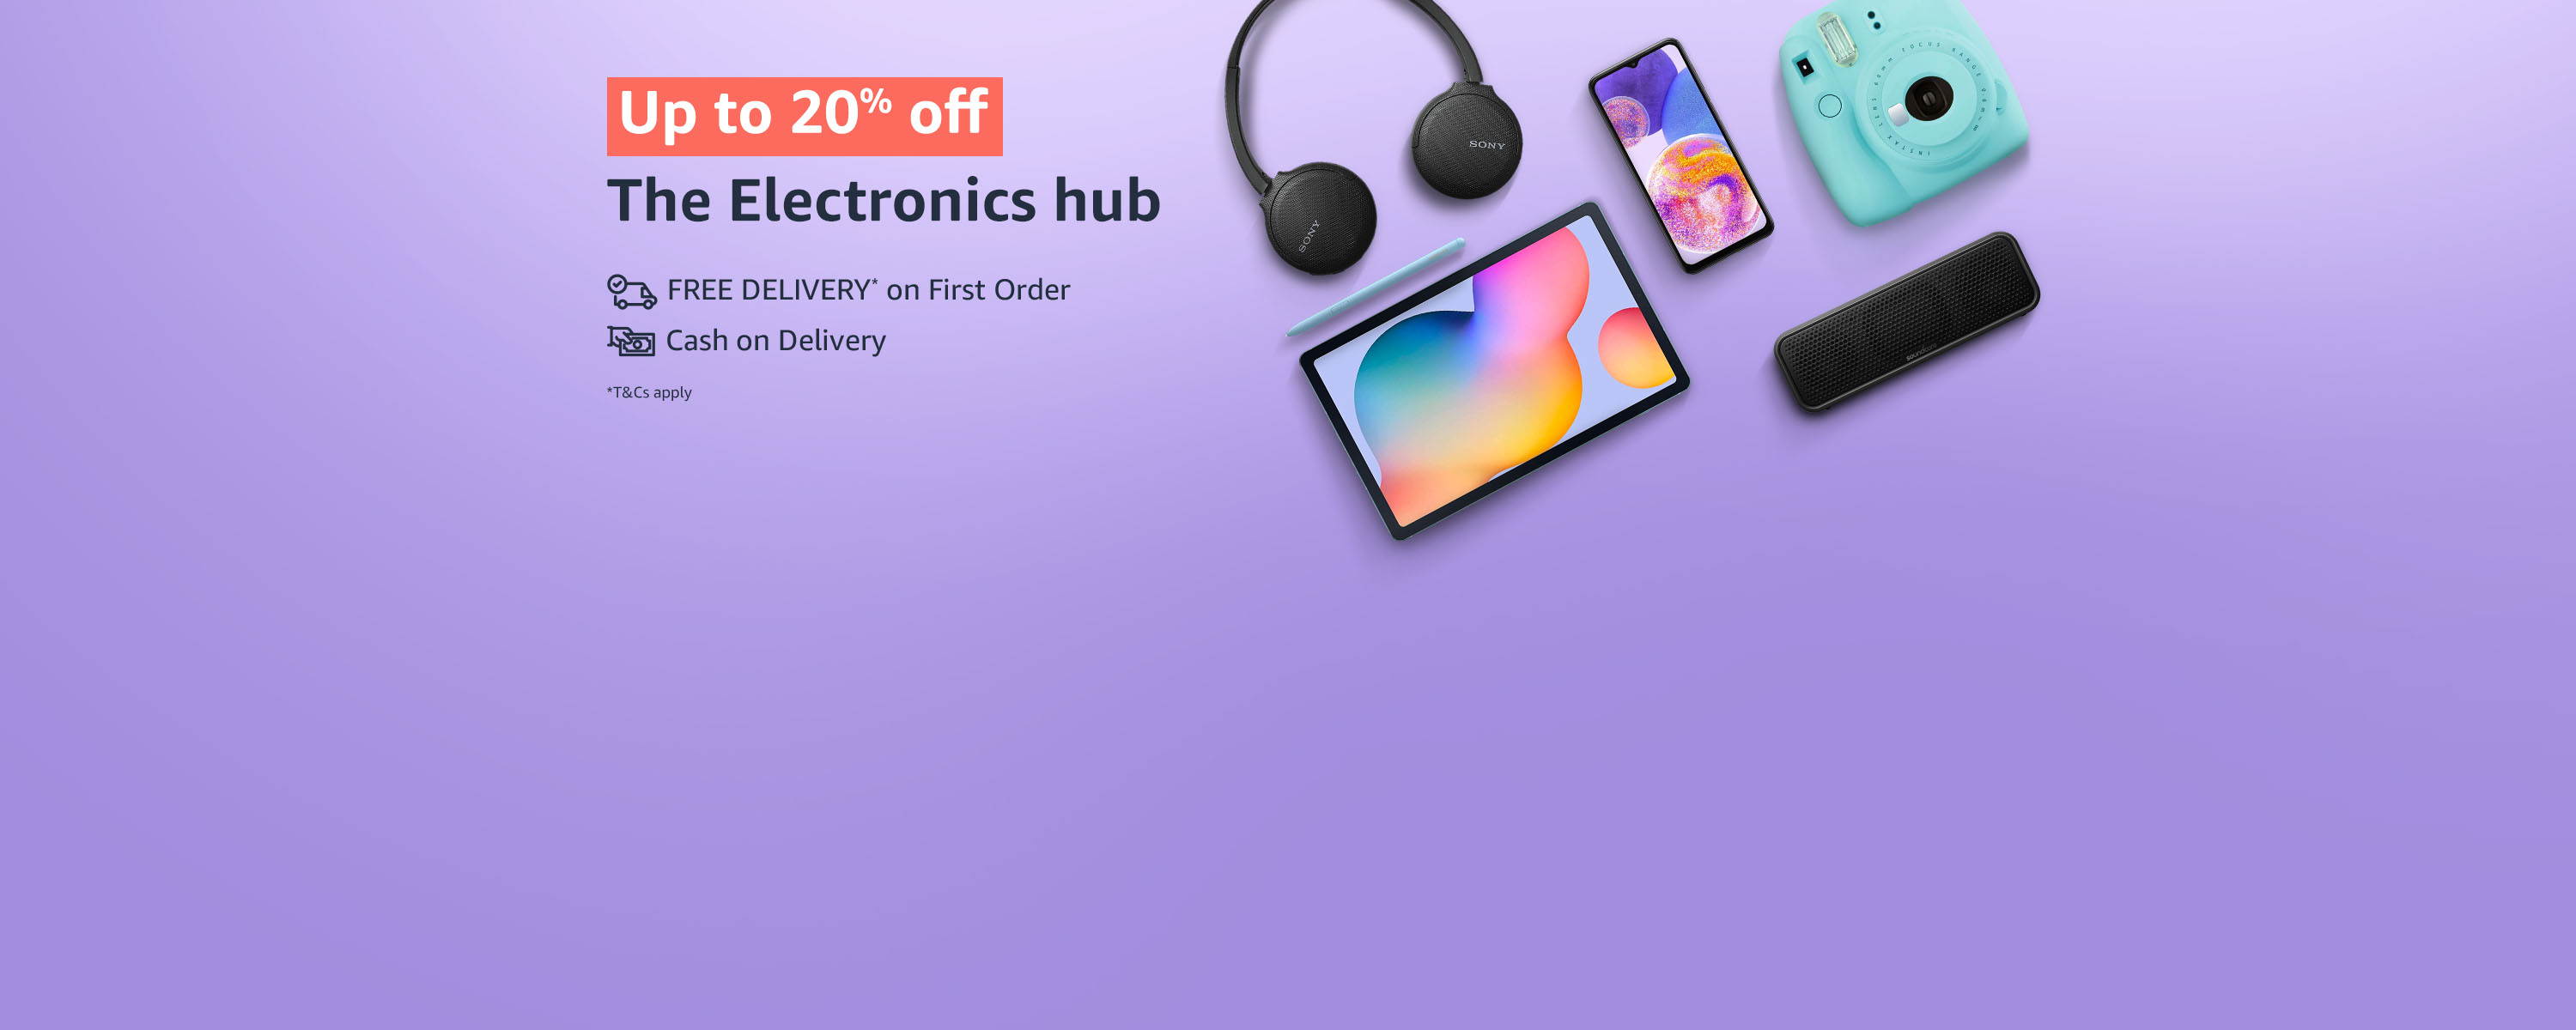 Up to 20% off
The Electronics hub
FREE DELIVERY* on First Order
Cash on Delivery
*T&Cs apply
SONY
SONY